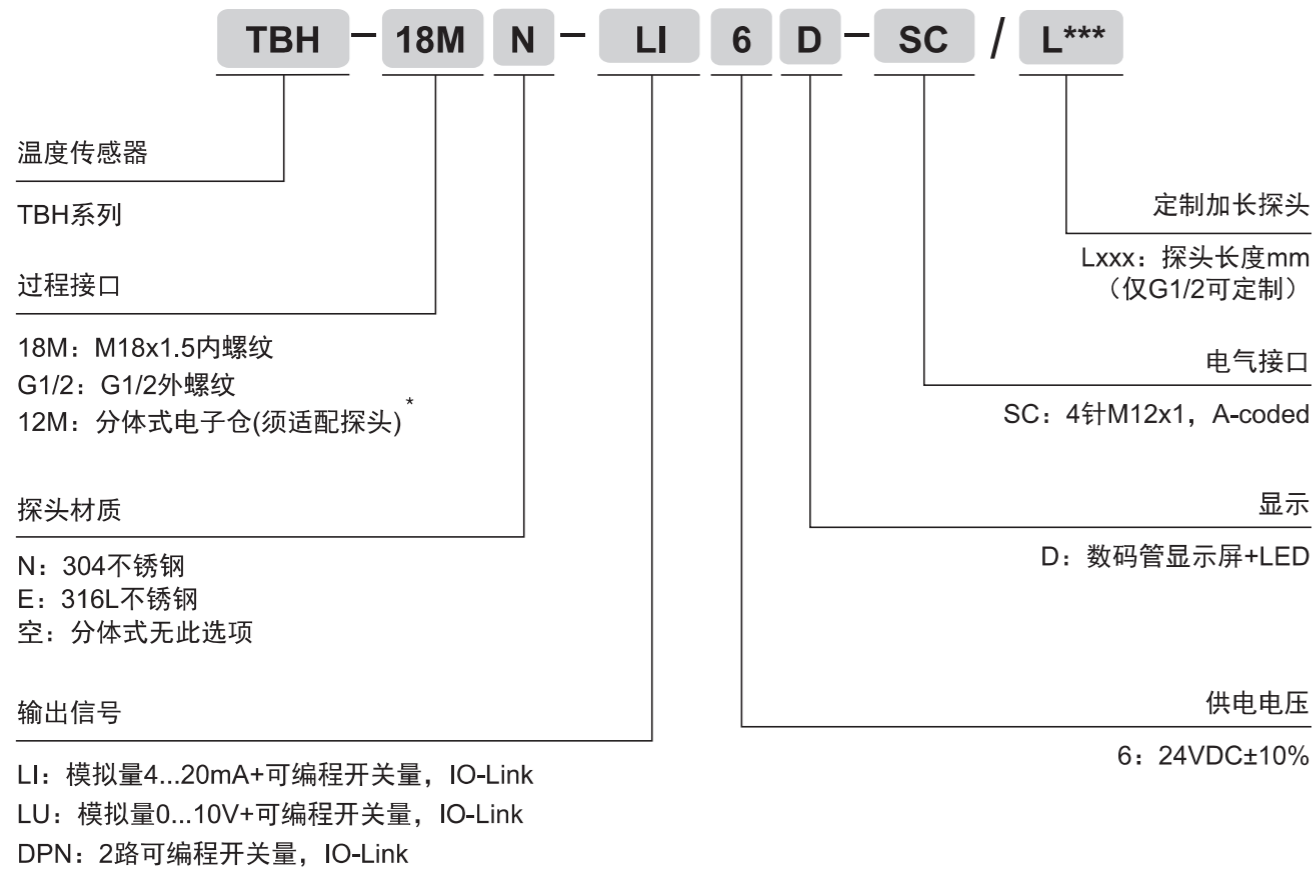 TBH - 18M N - LI 6 D - SC / L***
温度传感器
TBH系列
过程接口
18M：M18x1.5内螺纹
G1/2：G1/2外螺纹
12M：分体式电子仓(须适配探头)*
探头材质
N：304不锈钢
E：316L不锈钢
空：分体式无此选项
输出信号
LI：模拟量4...20mA+可编程开关量，IO-Link
LU：模拟量0...10V+可编程开关量，IO-Link
DPN：2路可编程开关量，IO-Link
定制加长探头
Lxxx：探头长度mm
（仅G1/2可定制）
电气接口
SC：4针M12x1，A-coded
显示
D：数码管显示屏+LED
供电电压
6：24VDC±10%